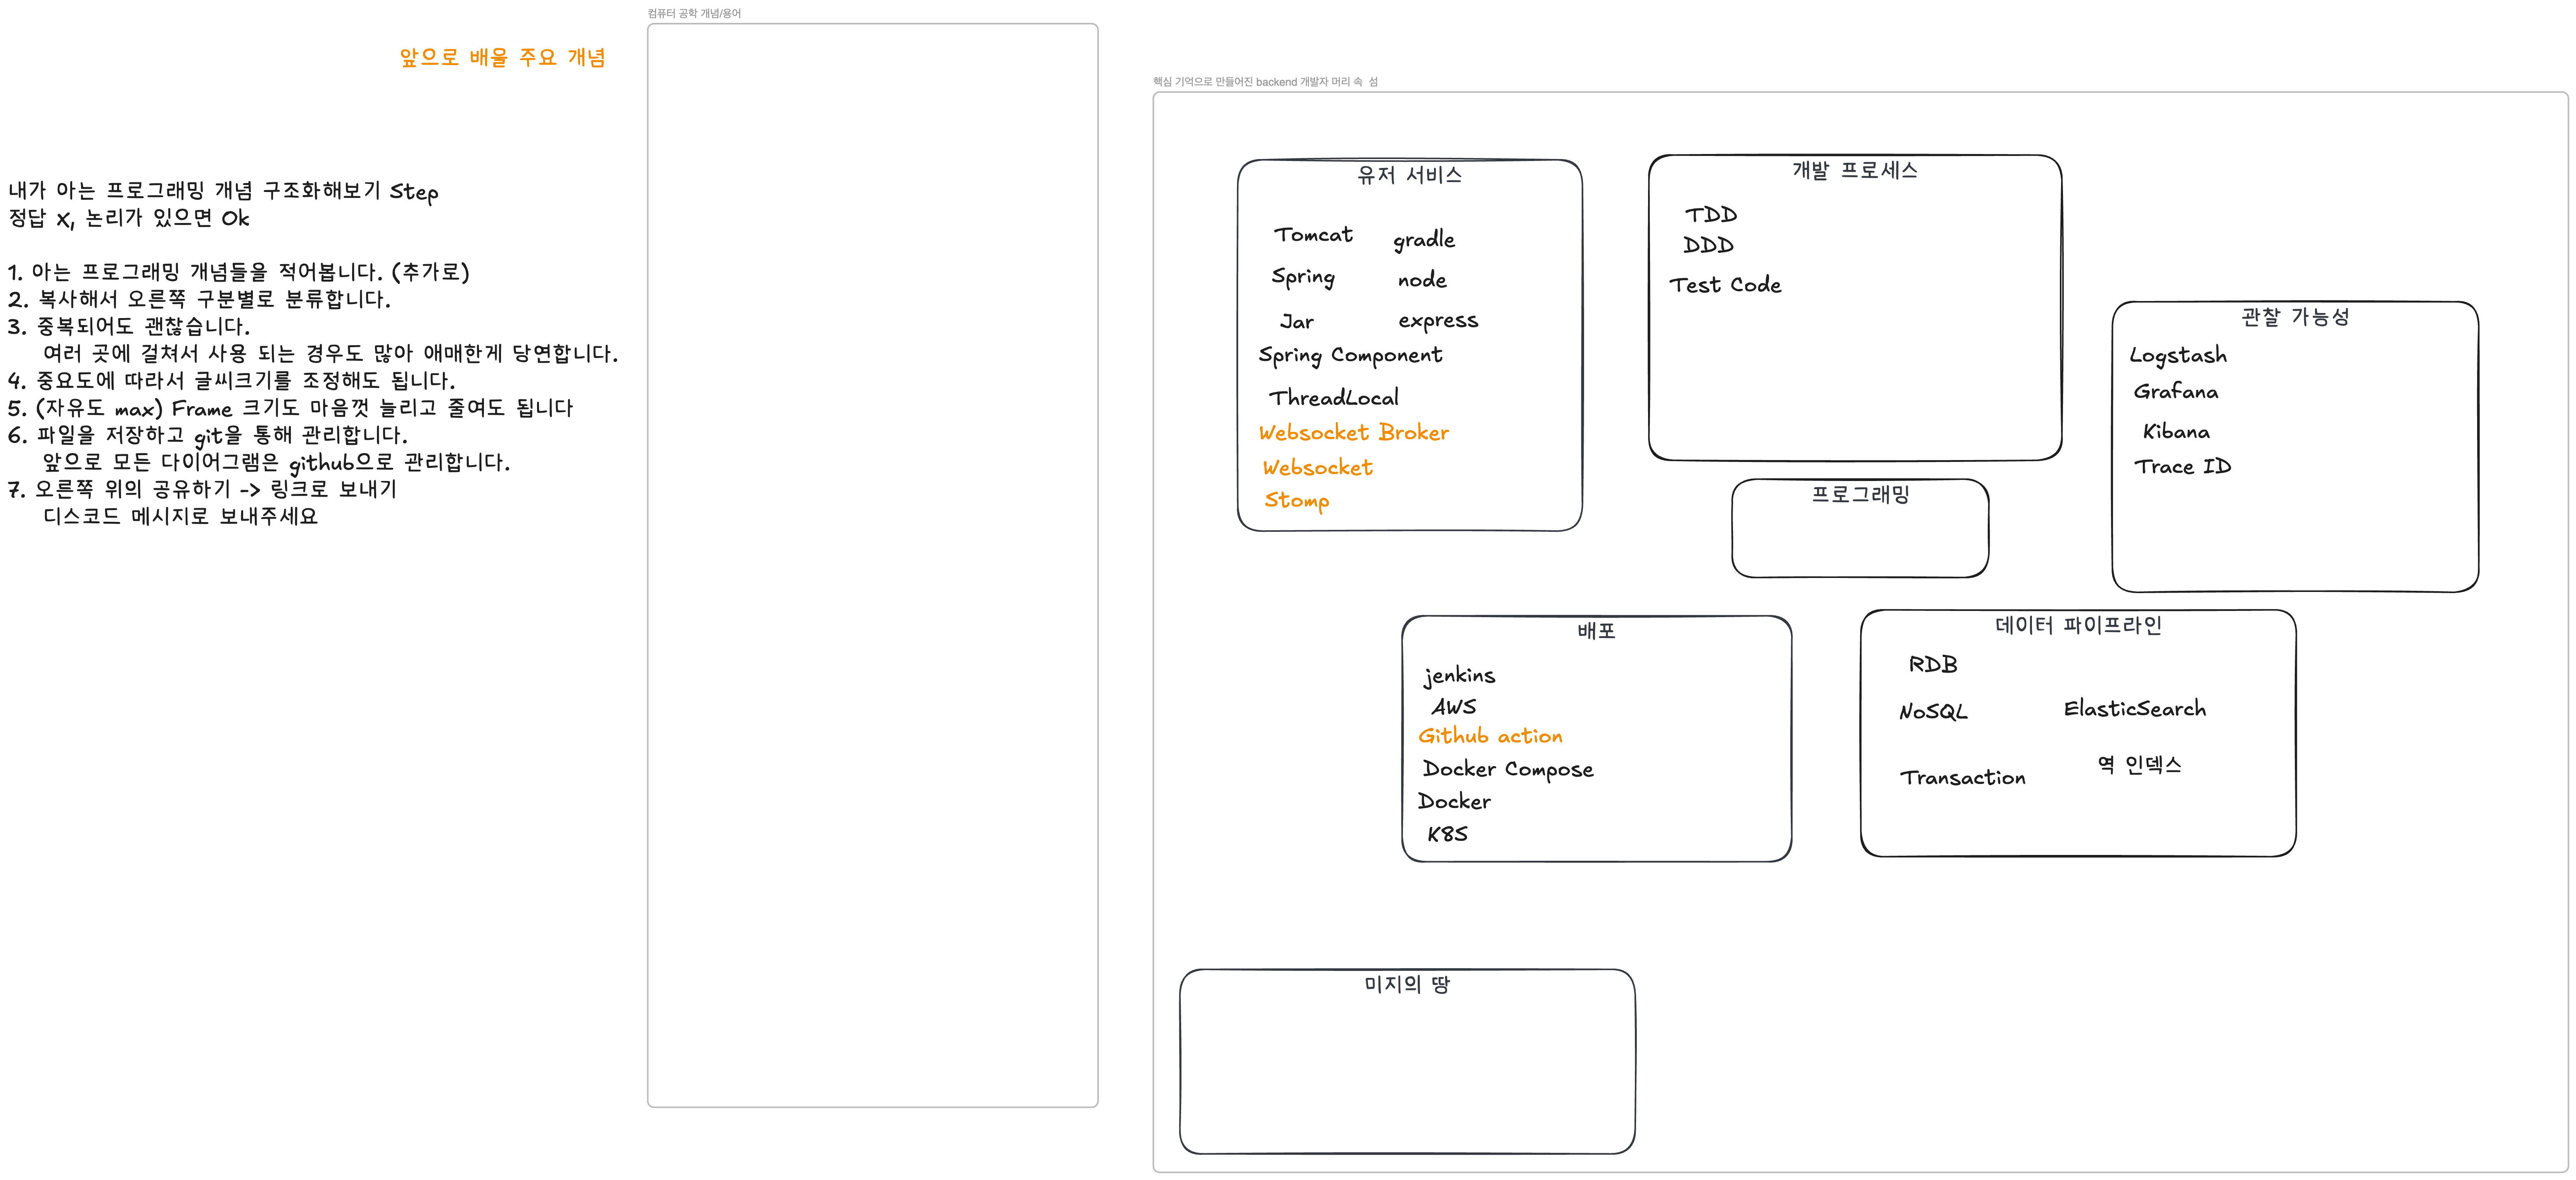 컴퓨터 공학 개념/용어
앞으로 배울 주요 개념
내가 아는 프로그래밍 개념 구조화해보기 Step
정답 X, 논리가 있으면 Ok
1. 아는 프로그래밍 개념들을 적어봅니다. (추가로)
2. 복사해서 오른쪽 구분별로 분류합니다.
3. 중복되어도 괜찮습니다.
여러 곳에 걸쳐서 사용 되는 경우도 많아 애매한게 당연합니다.
4. 중요도에 따라서 글씨크기를 조정해도 됩니다.
5. (자유도 max) Frame 크기도 마음껏 늘리고 줄여도 됩니다
6. 파일을 저장하고 git을 통해 관리합니다.
앞으로 모든 다이어그램은 github으로 관리합니다.
7. 오른쪽 위의 공유하기 -> 링크로 보내기
디스코드 메시지로 보내주세요
핵심 기억으로 만들어진 backend 개발자 머리 속 섬
유저 서비스
Tomcat
gradle
Spring
node
Jar
express
Spring Component
ThreadLocal
Websocket Broker
Websocket
Stomp
개발 프로세스
TDD
DDD
Test Code
관찰 가능성
Logstash
Grafana
Kibana
Trace ID
프로그래밍
배포
jenkins
AWS
Github action
Docker Compose
Docker
K8S
데이터 파이프라인
RDB
NoSQL
ElasticSearch
Transaction
역 인덱스
미지의 땅